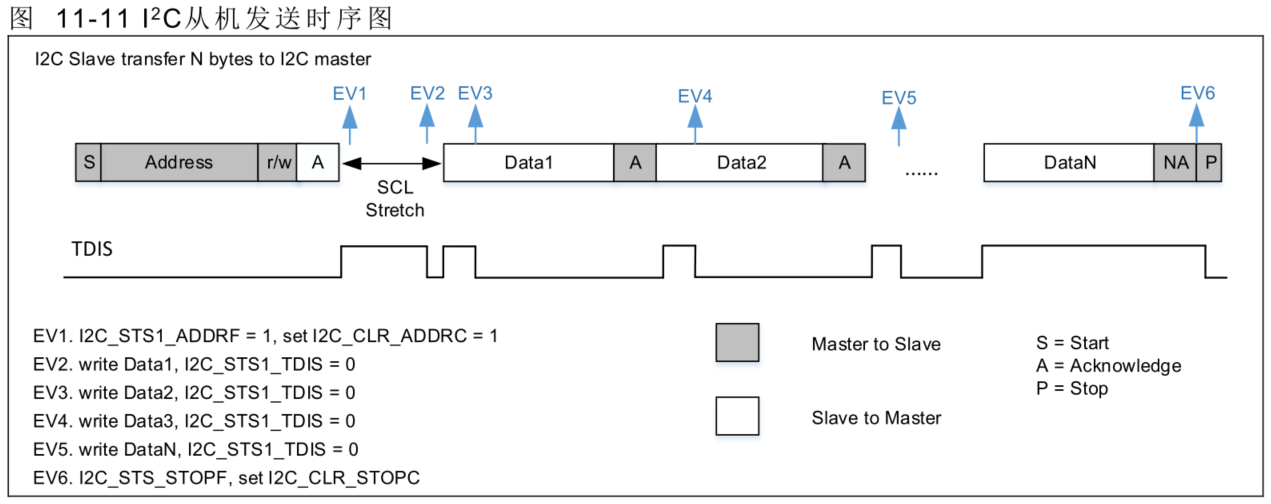 图 11-11 I²C从机发送时序图
I2C Slave transfer N bytes to I2C master
EV1 EV2 EV3 EV4 EV5 EV6
S Address r/w A Data1 A Data2 A ...... DataN NA P
SCL
Stretch
TDIS
EV1. I2C_STS1_ADDRF = 1, set I2C_CLR_ADDRC = 1
EV2. write Data1, I2C_STS1_TDIS = 0
EV3. write Data2, I2C_STS1_TDIS = 0
EV4. write Data3, I2C_STS1_TDIS = 0
EV5. write DataN, I2C_STS1_TDIS = 0
EV6. I2C_STS_STOPF, set I2C_CLR_STOPC
Master to Slave
Slave to Master
S = Start
A = Acknowledge
P = Stop